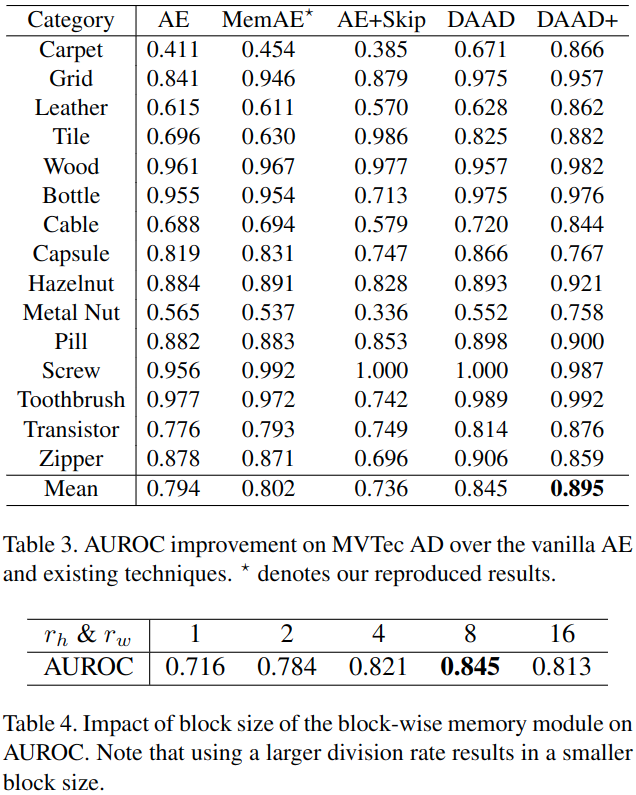 Category AE MemAE⋆ AE+Skip DAAD DAAD+
Carpet 0.411 0.454 0.385 0.671 0.866
Grid 0.841 0.946 0.879 0.975 0.957
Leather 0.615 0.611 0.570 0.628 0.862
Tile 0.696 0.630 0.986 0.825 0.882
Wood 0.961 0.967 0.977 0.957 0.982
Bottle 0.955 0.954 0.713 0.975 0.976
Cable 0.688 0.694 0.579 0.720 0.844
Capsule 0.819 0.831 0.747 0.866 0.767
Hazelnut 0.884 0.891 0.828 0.893 0.921
Metal Nut 0.565 0.537 0.336 0.552 0.758
Pill 0.882 0.883 0.853 0.898 0.900
Screw 0.956 0.992 1.000 1.000 0.987
Toothbrush 0.977 0.972 0.742 0.989 0.992
Transistor 0.776 0.793 0.749 0.814 0.876
Zipper 0.878 0.871 0.696 0.906 0.859
Mean 0.794 0.802 0.736 0.845 0.895
Table 3. AUROC improvement on MVTec AD over the vanilla AE
and existing techniques. ⋆ denotes our reproduced results.
r_h & r_w 1 2 4 8 16
AUROC 0.716 0.784 0.821 0.845 0.813
Table 4. Impact of block size of the block-wise memory module on
AUROC. Note that using a larger division rate results in a smaller
block size.